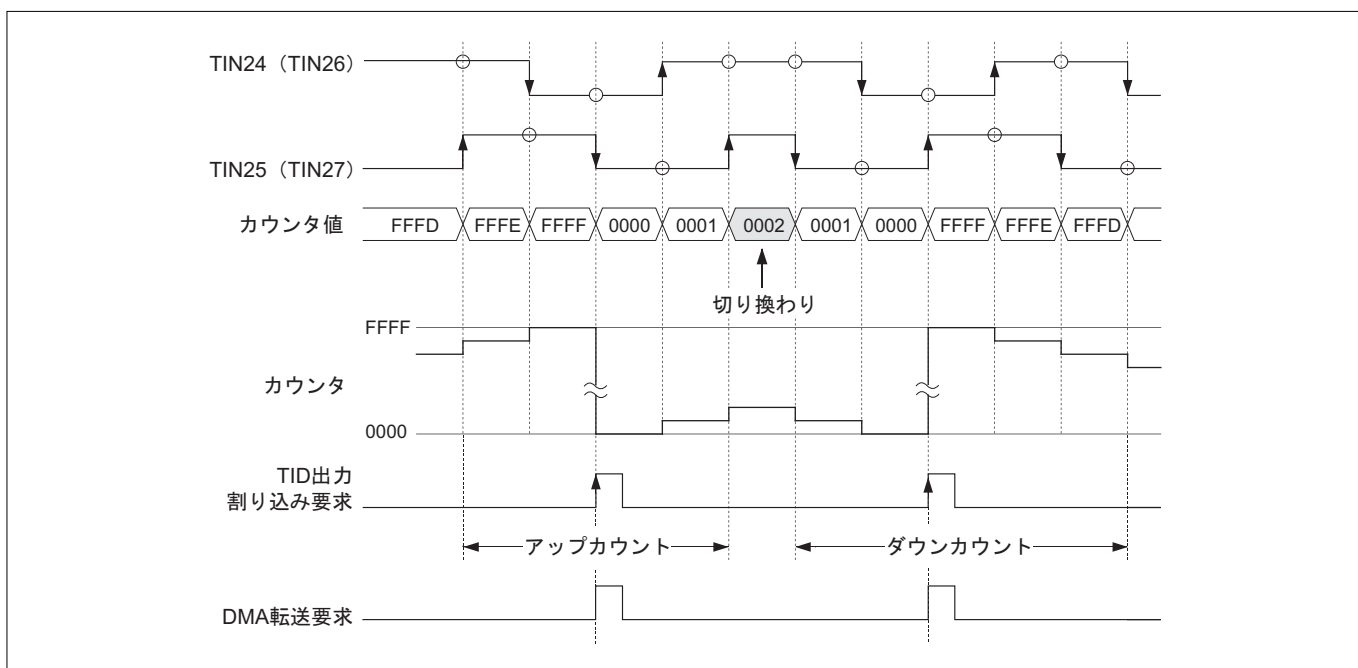 TIN24（TIN26）
TIN25（TIN27）
カウンタ値 FFFD FFFE FFFF 0000 0001 0002 0001 0000 FFFF FFFE FFFD
切り換わり
FFFF
カウンタ
0000
TID出力
割り込み要求
アップカウント ダウンカウント
DMA転送要求